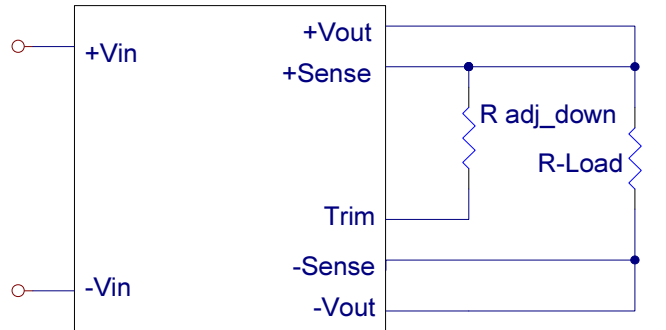 +Vout
+Vin
+Sense
R adj_down
R-Load
Trim
-Sense
-Vin
-Vout